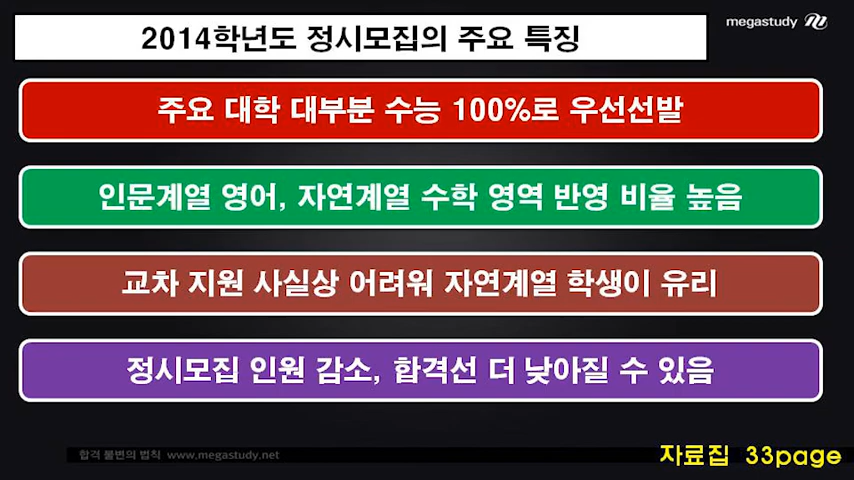 2014학년도 정시모집의 주요 특징
megastudy
주요 대학 대부분 수능 100%로 우선선발
인문계열 영어, 자연계열 수학 영역 반영 비율 높음
교차 지원 사실상 어려워 자연계열 학생이 유리
정시모집 인원 감소, 합격선 더 낮아질 수 있음
합격 불변의 법칙 www.megastudy.net
자료집 33page